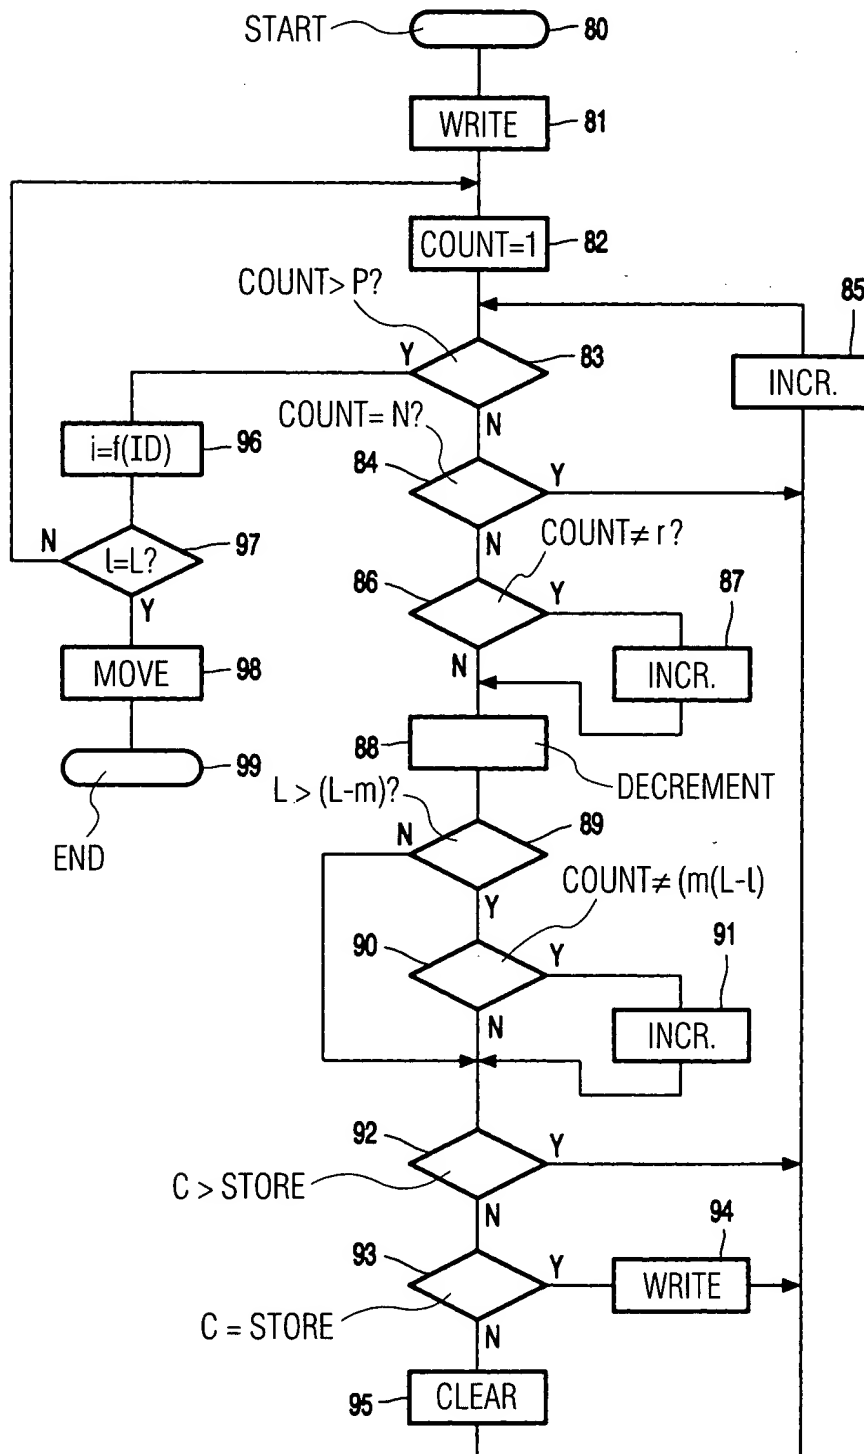 START
80
WRITE
81
COUNT=1
82
COUNT> P?
85
Y
83
INCR.
N
i=f(ID)
96
COUNT= N?
84
Y
N
N
l=L?
97
Y
COUNT≠ r?
86
Y
87
N
MOVE
98
INCR.
88
99
DECREMENT
L > (L-m)?
N
89
END
Y
COUNT≠ (m(L-l)
90
Y
91
N
INCR.
92
Y
C > STORE
N
94
93
Y
WRITE
C = STORE
N
CLEAR
95